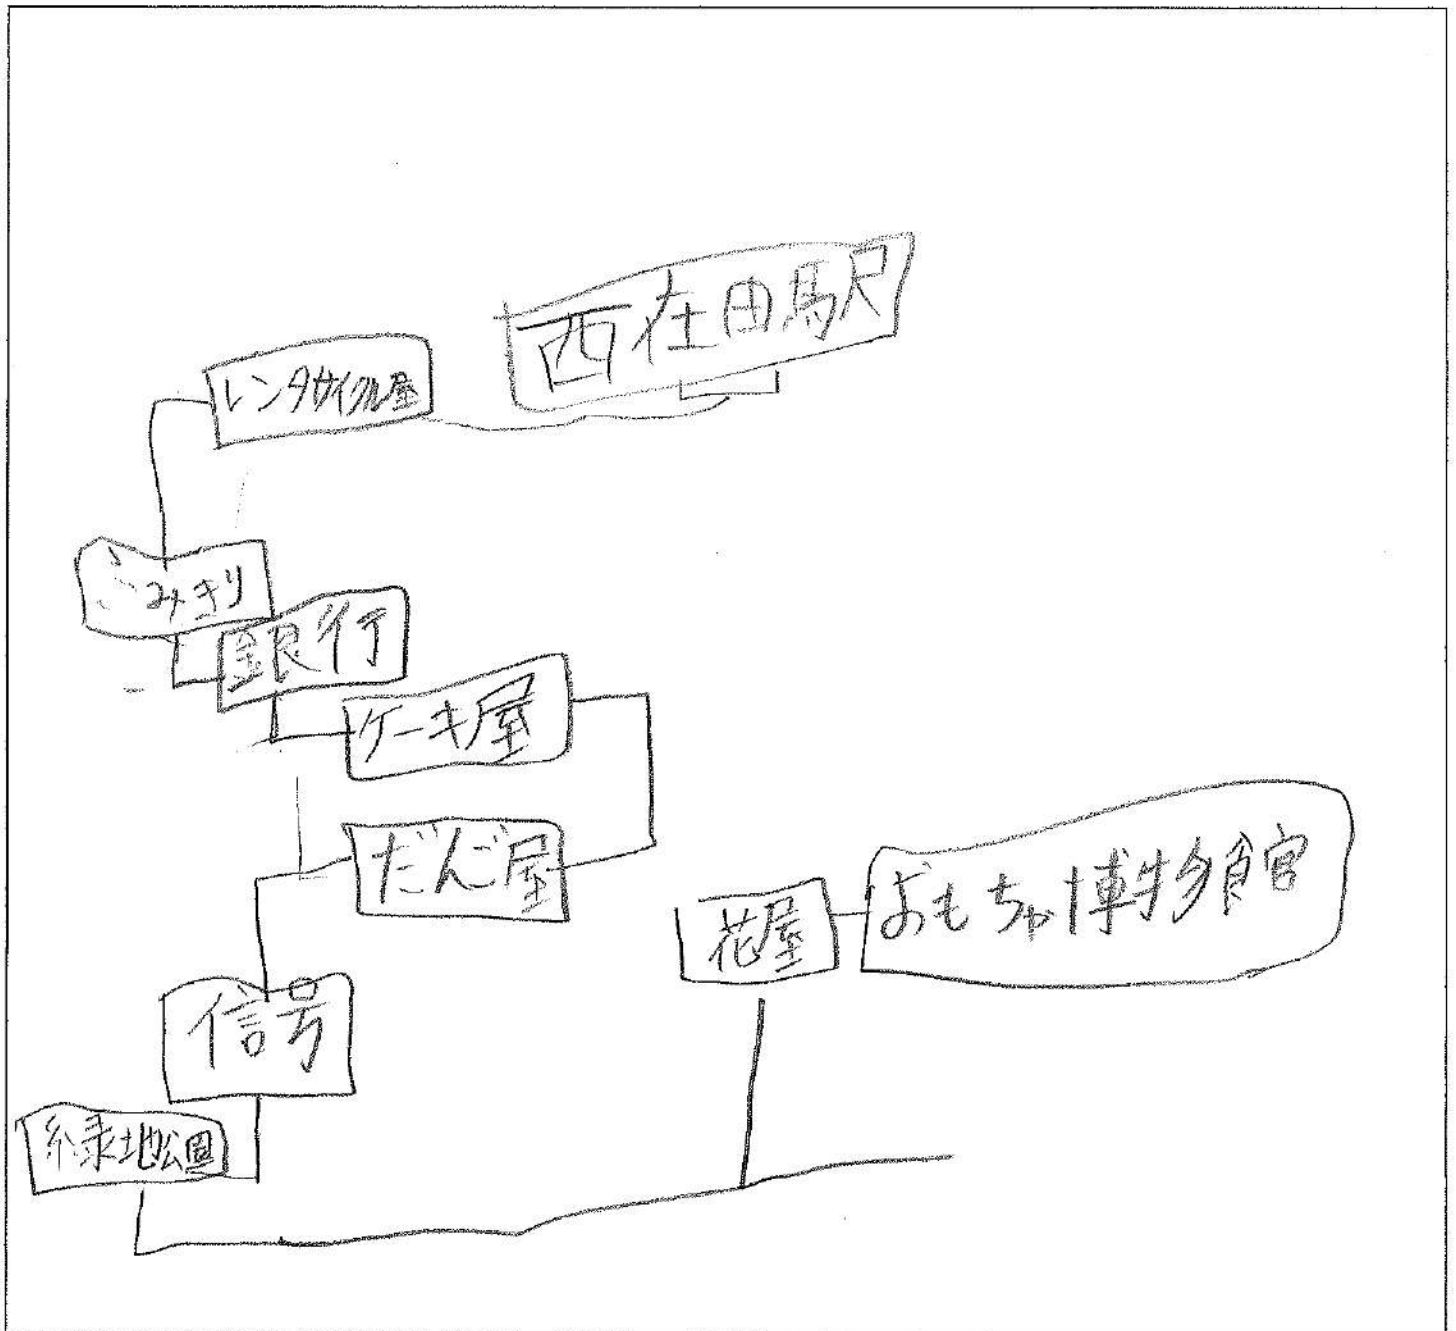 西在由駅
レンタサイクル屋
ふみきり
銀行
ケーキ屋
だんご屋
花屋
おもちゃ博物館
信号
緑地公園